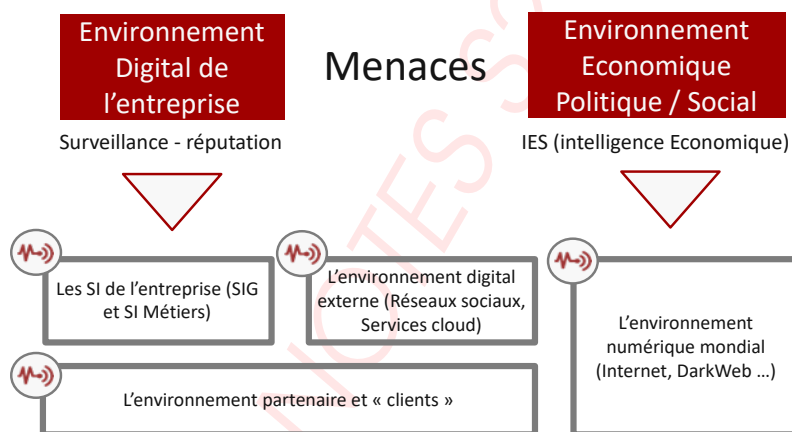 Environnement
Digital de
l'entreprise
Menaces
Environnement
Economique
Politique / Social
Surveillance - réputation
IES (intelligence Economique)
Les SI de l'entreprise (SIG
et SI Métiers)
L'environnement digital
externe (Réseaux sociaux,
Services cloud)
L'environnement
numérique mondial
(Internet, DarkWeb ...)
L'environnement partenaire et « clients »
NOTES S